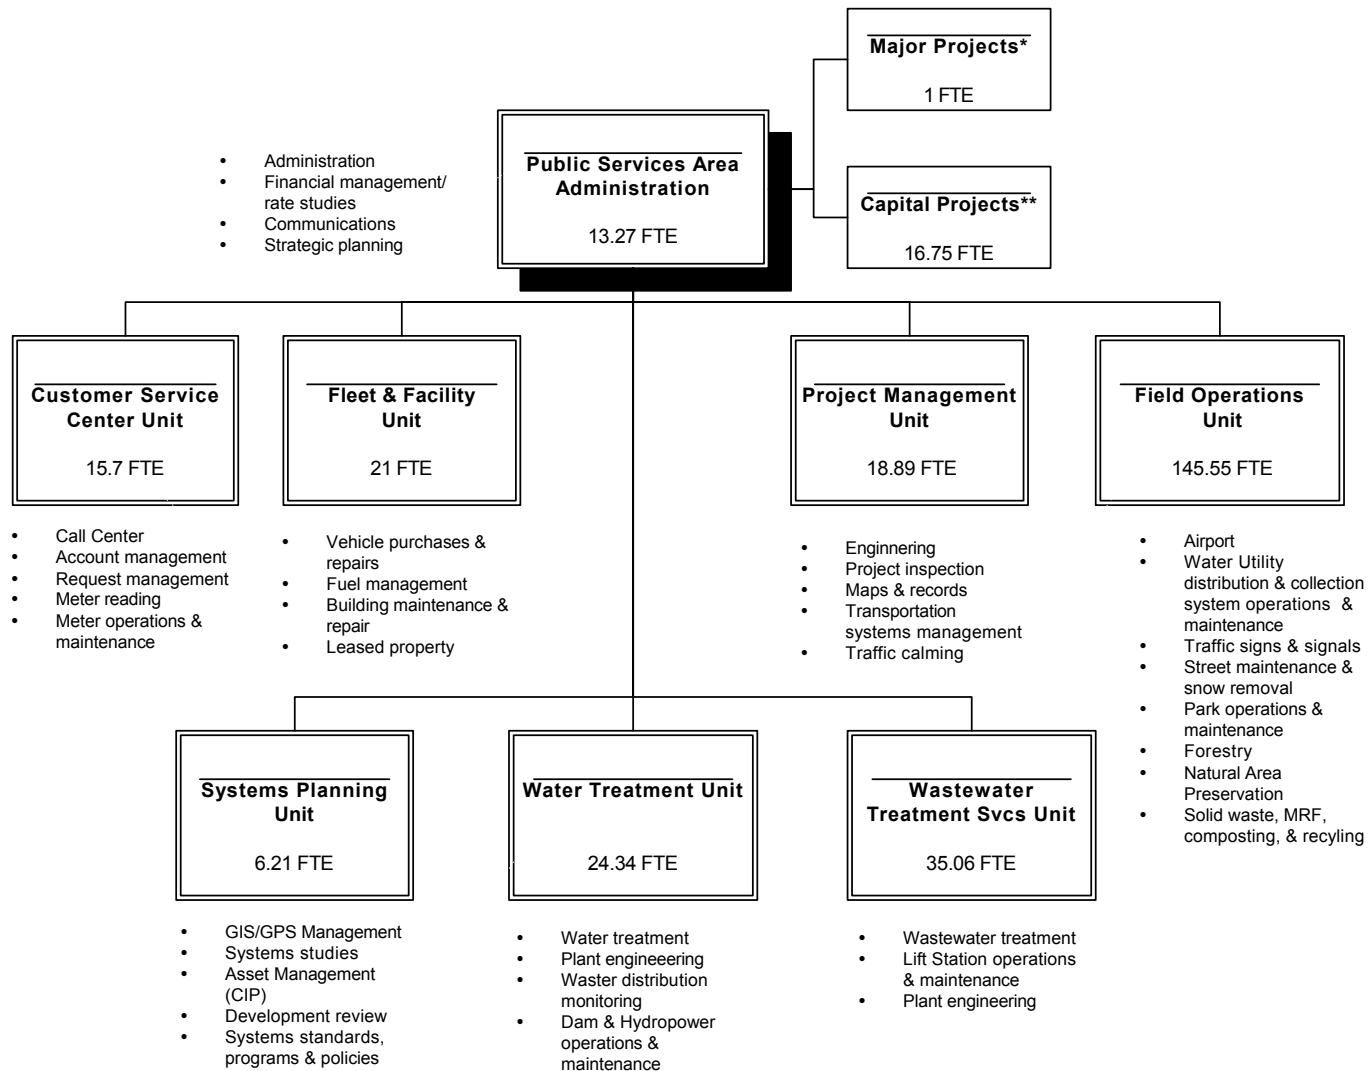 Major Projects*
1 FTE
• Administration
• Financial management/
rate studies
• Communications
• Strategic planning
Public Services Area
Administration
13.27 FTE
Capital Projects**
16.75 FTE
Customer Service
Center Unit
15.7 FTE
• Call Center
• Account management
• Request management
• Meter reading
• Meter operations &
maintenance
Fleet & Facility
Unit
21 FTE
• Vehicle purchases &
repairs
• Fuel management
• Building maintenance &
repair
• Leased property
Project Management
Unit
18.89 FTE
• Enginnering
• Project inspection
• Maps & records
• Transportation
systems management
• Traffic calming
Field Operations
Unit
145.55 FTE
• Airport
• Water Utility
distribution & collection
system operations &
maintenance
• Traffic signs & signals
• Street maintenance &
snow removal
• Park operations &
maintenance
• Forestry
• Natural Area
Preservation
• Solid waste, MRF,
composting, & recyling
Systems Planning
Unit
6.21 FTE
• GIS/GPS Management
• Systems studies
• Asset Management
(CIP)
• Development review
• Systems standards,
programs & policies
Water Treatment Unit
24.34 FTE
• Water treatment
• Plant engineeering
• Waster distribution
monitoring
• Dam & Hydropower
operations &
maintenance
Wastewater
Treatment Svcs Unit
35.06 FTE
• Wastewater treatment
• Lift Station operations
& maintenance
• Plant engineering